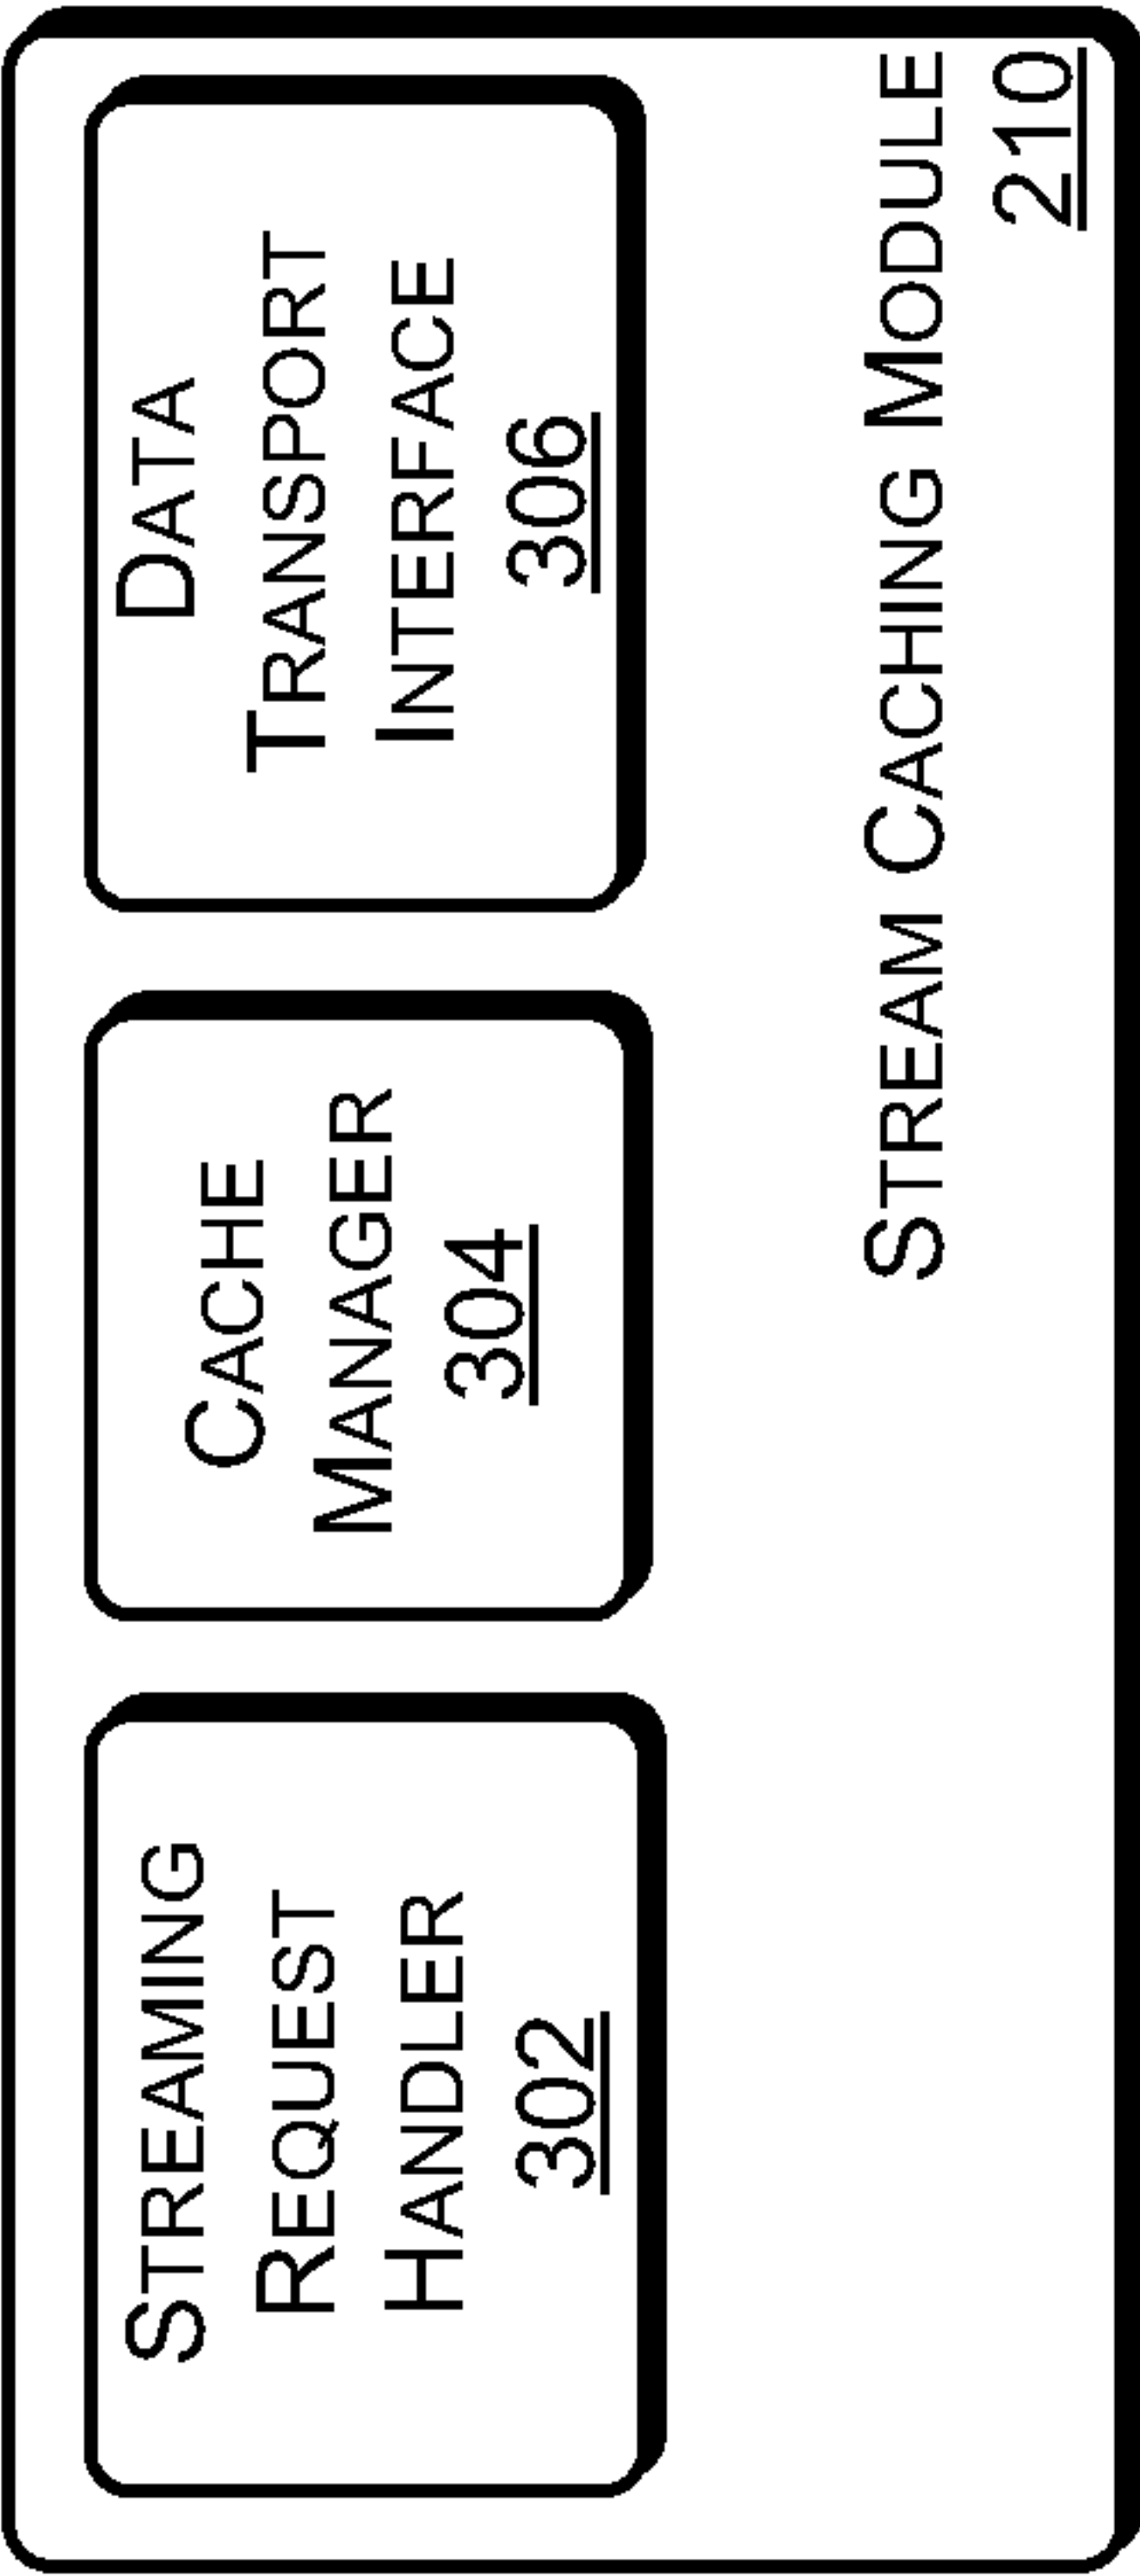 STREAMING
REQUEST
HANDLER
302
CACHE
MANAGER
304
DATA
TRANSPORT
INTERFACE
306
STREAM CACHING MODULE
210